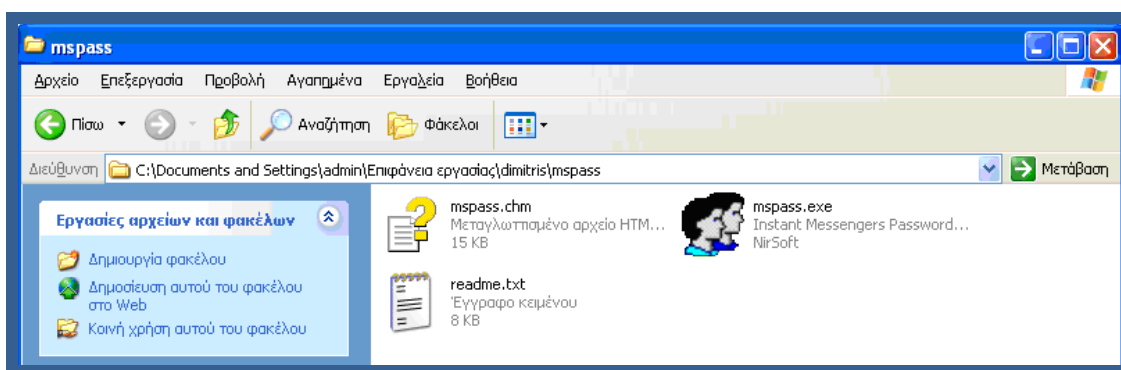 mspass
Αρχείο Επεξεργασία Προβολή Αγαπημένα Εργαλεία Βοήθεια
Πίσω Αναζήτηση Φάκελοι
Διεύθυνση C:\Documents and Settings\admin\Επιφάνεια εργασίας\dimitris\mspass Μετάβαση
Εργασίες αρχείων και φακέλων
Δημιουργία φακέλου
Δημοσίευση αυτού του φακέλου
στο Web
Κοινή χρήση αυτού του φακέλου
mspass.chm
Μεταγλωττισμένο αρχείο HTM...
15 KB
mspass.exe
Instant Messengers Password...
NirSoft
readme.txt
Έγγραφο κειμένου
8 KB